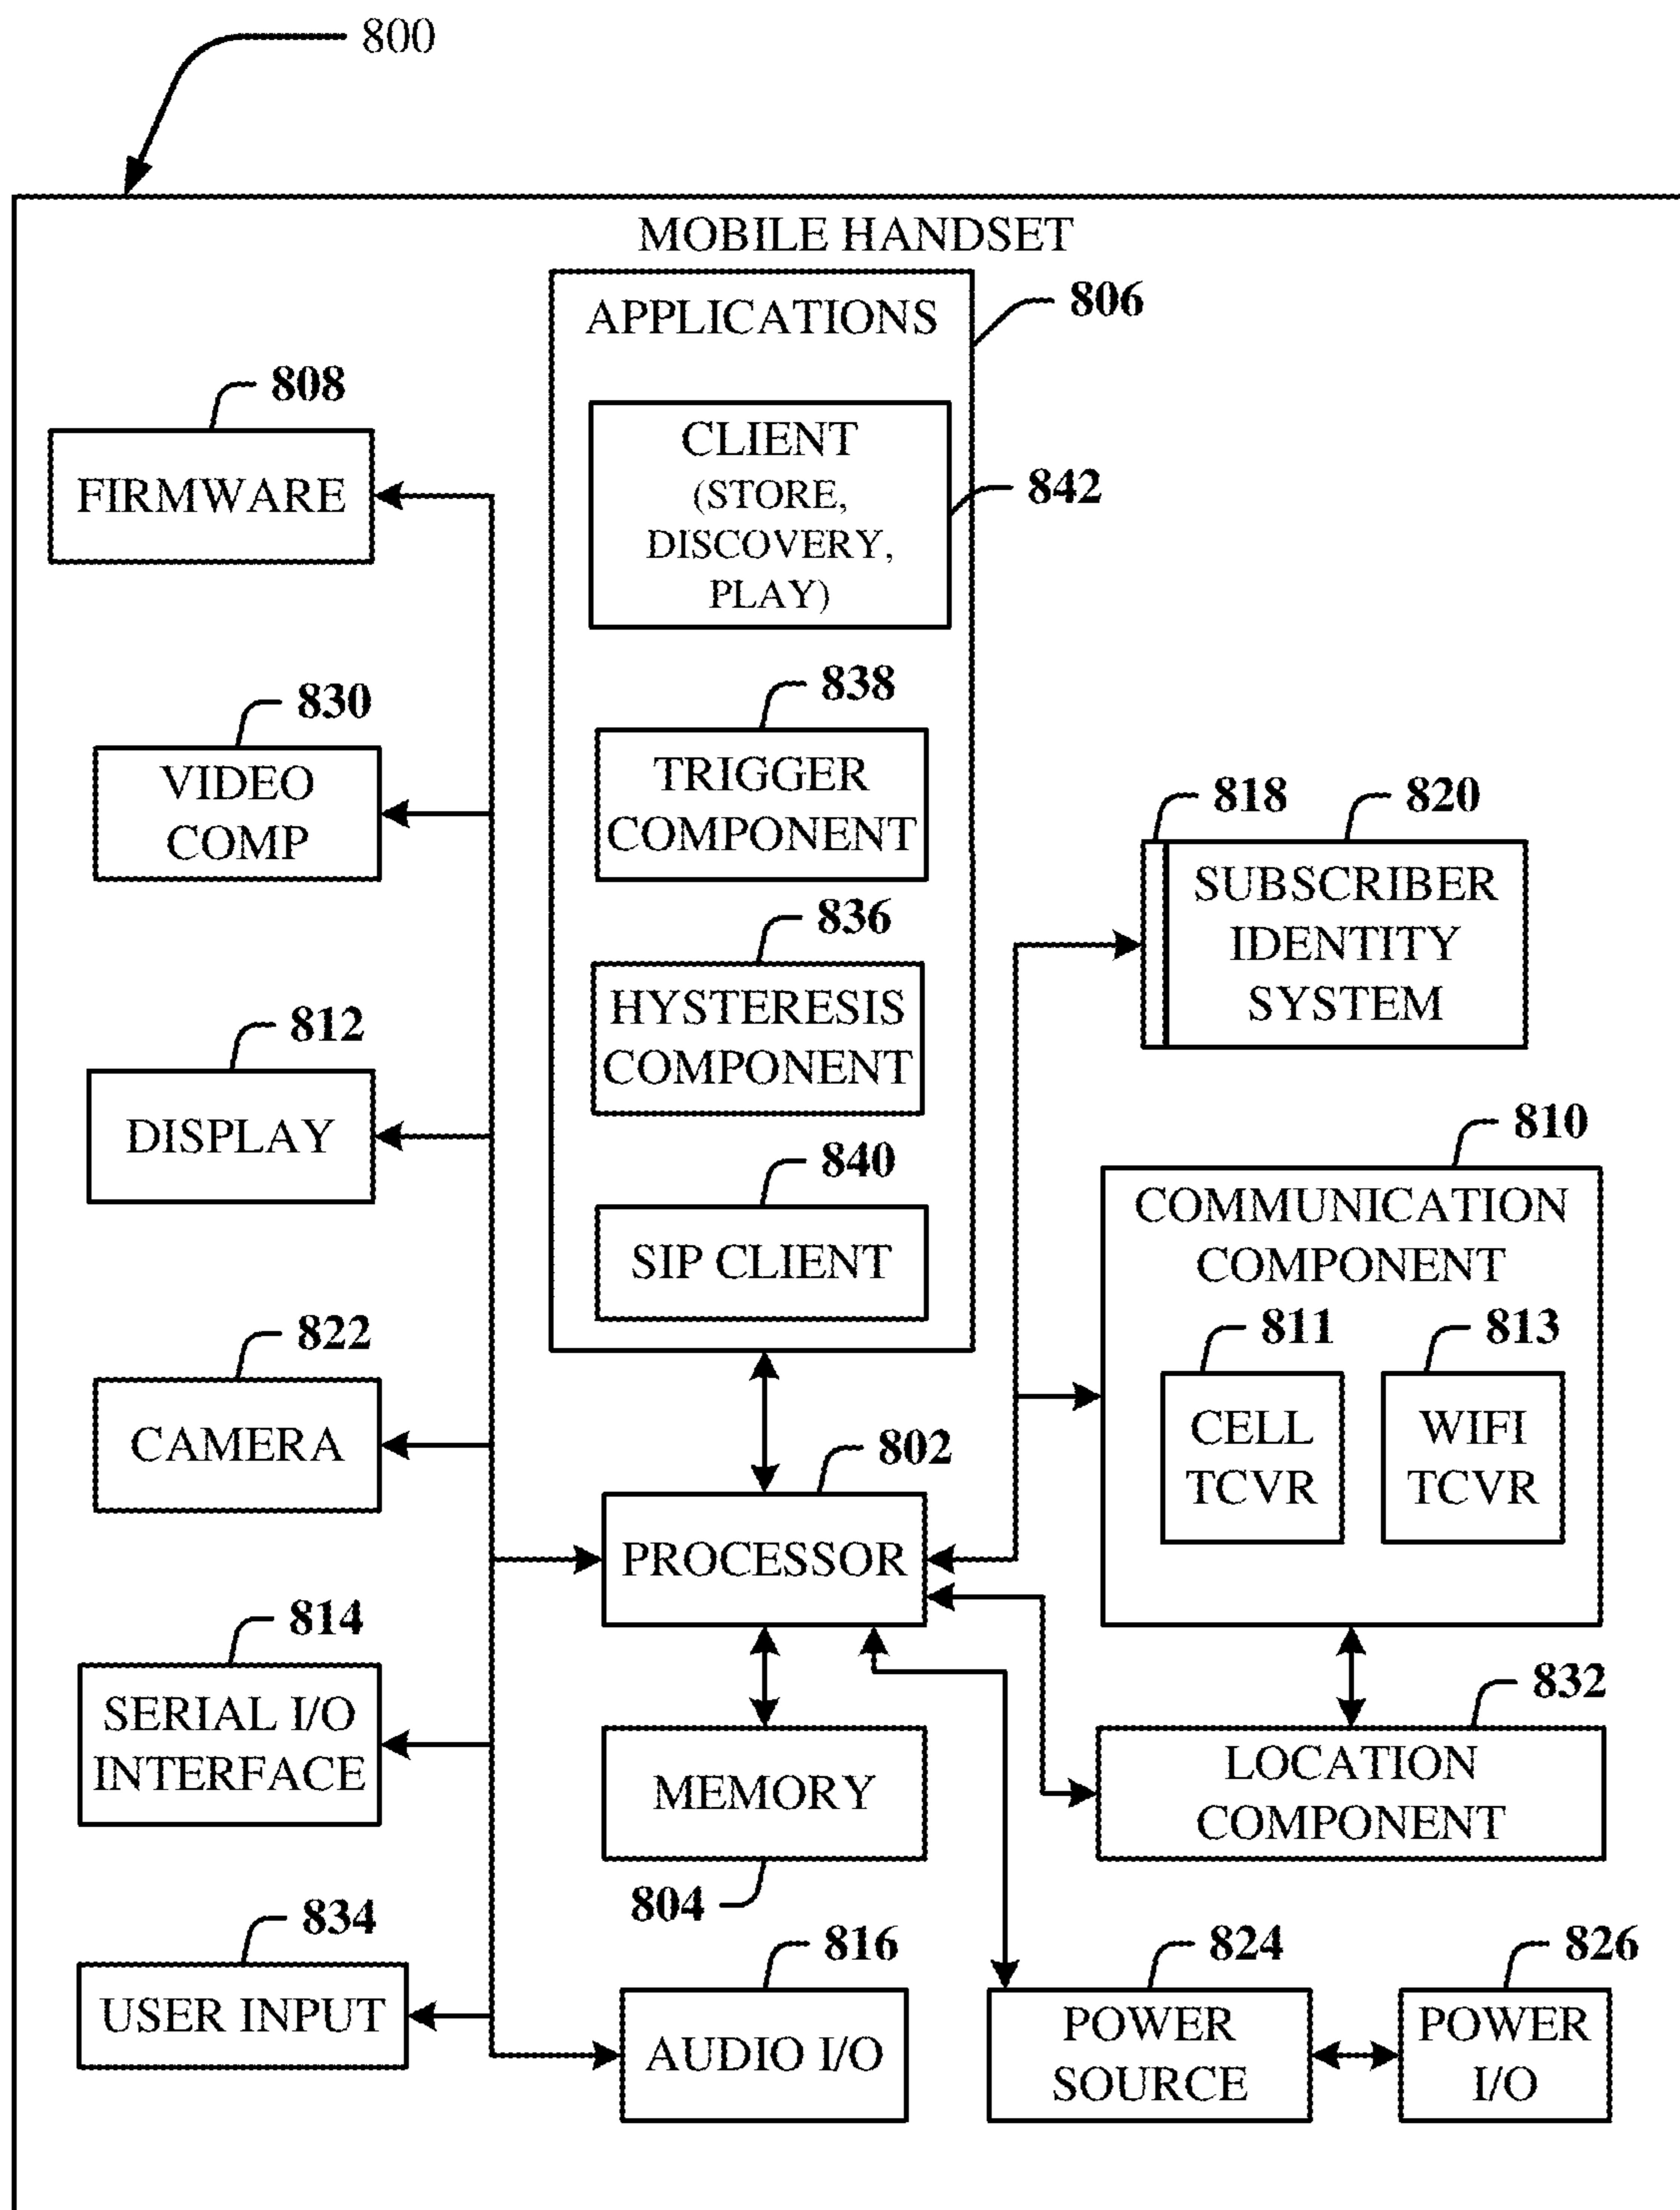 800
MOBILE HANDSET
APPLICATIONS
806
808
FIRMWARE
CLIENT
(STORE,
DISCOVERY,
PLAY)
842
830
VIDEO
COMP
838
TRIGGER
COMPONENT
818
820
SUBSCRIBER
IDENTITY
SYSTEM
836
HYSTERESIS
COMPONENT
812
DISPLAY
840
SIP CLIENT
810
COMMUNICATION
COMPONENT
811
CELL
TCVR
813
WIFI
TCVR
822
CAMERA
802
PROCESSOR
814
SERIAL I/O
INTERFACE
MEMORY
804
832
LOCATION
COMPONENT
834
USER INPUT
816
AUDIO I/O
824
POWER
SOURCE
826
POWER
I/O